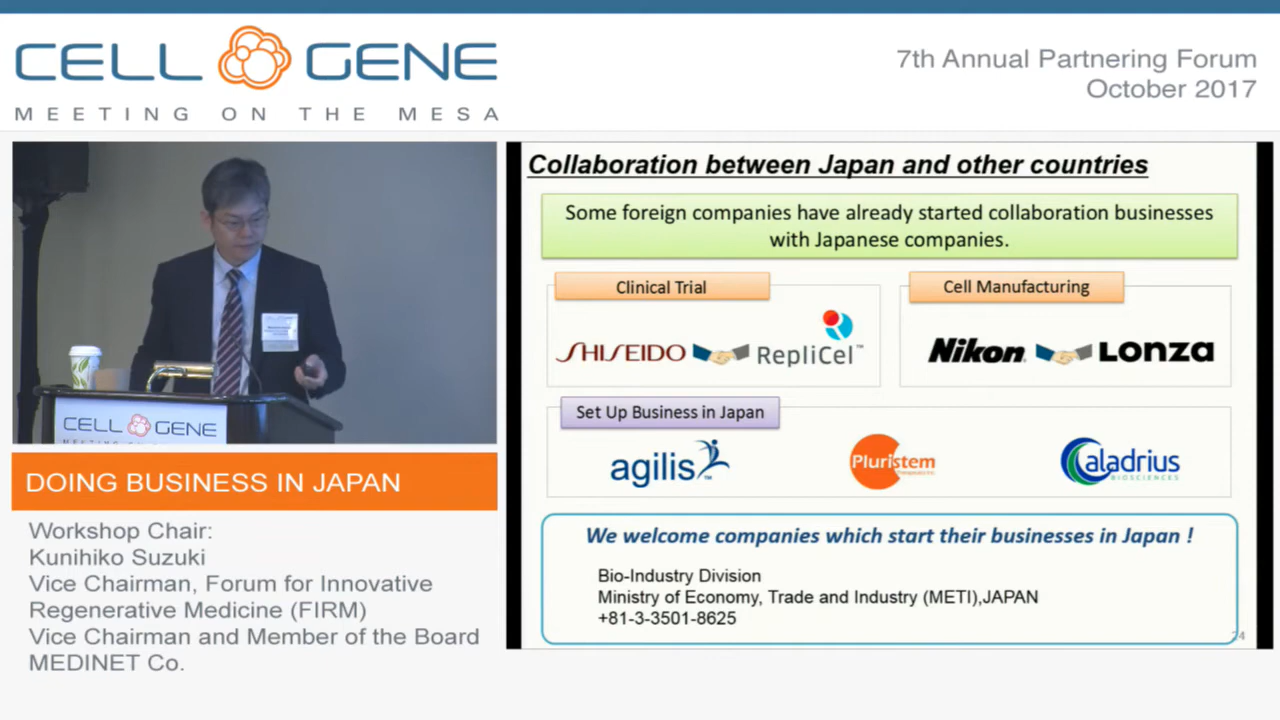 CELL GENE
MEETING ON THE MESA
7th Annual Partnering Forum
October 2017
CELL GENE
DOING BUSINESS IN JAPAN
Workshop Chair:
Kunihiko Suzuki
Vice Chairman, Forum for Innovative
Regenerative Medicine (FIRM)
Vice Chairman and Member of the Board
MEDINET Co.
Collaboration between Japan and other countries
Some foreign companies have already started collaboration businesses
with Japanese companies.
Clinical Trial
SHISEIDO RepliCel™
Cell Manufacturing
Nikon® Lonza
Set Up Business in Japan
agilis™
Pluristem
Therapeutics Inc.
Caladrius
BIOSCIENCES
We welcome companies which start their businesses in Japan !
Bio-Industry Division
Ministry of Economy, Trade and Industry (METI),JAPAN
+81-3-3501-8625
24